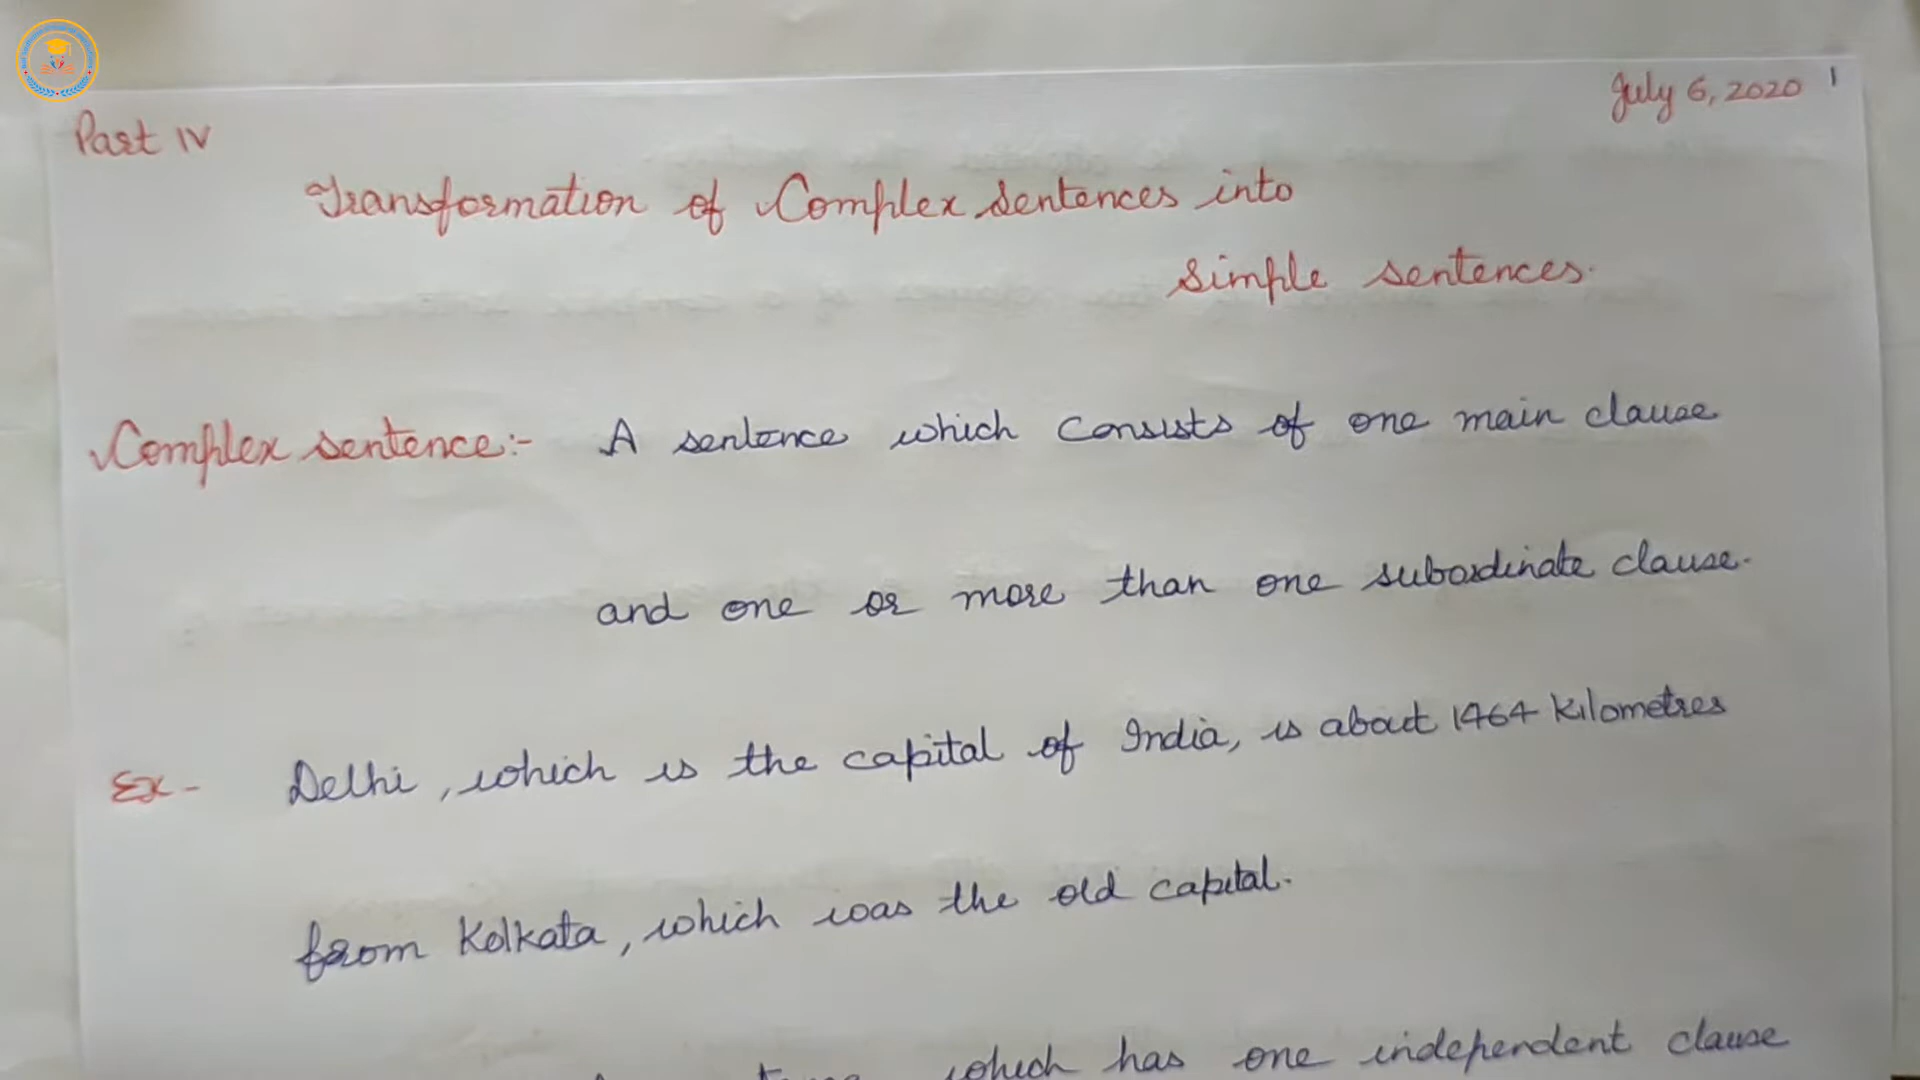 July 6, 2020 1
Part IV
Transformation of Complex sentences into
simple sentences.
Complex sentence:- A sentence which consists of one main clause
and one or more than one subordinate clause.
Ex - Delhi, which is the capital of India, is about 1464 kilometres
from Kolkata, which was the old capital.
which has one independent clause